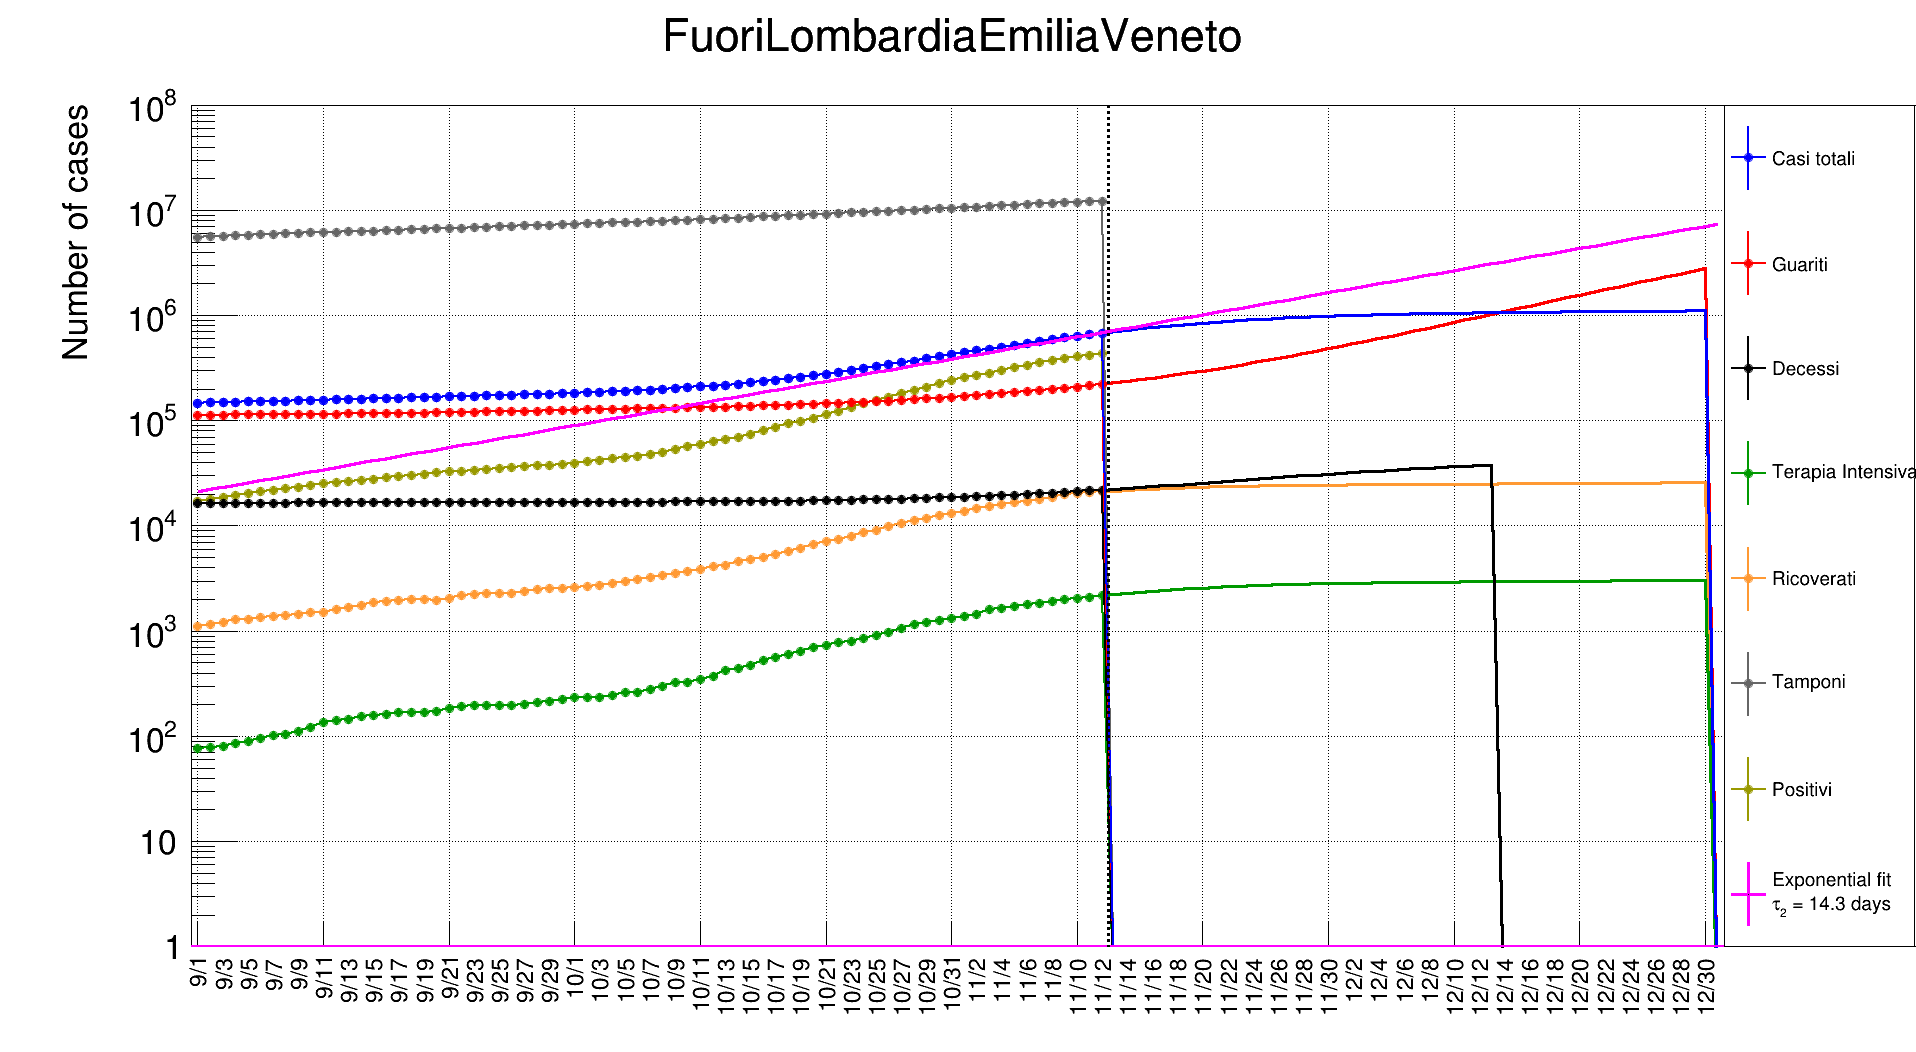 FuoriLombardiaEmiliaVeneto
Number of cases
10^8
10^7
10^6
10^5
10^4
10^3
10^2
10
1
9/1 9/3 9/5 9/7 9/9 9/11 9/13 9/15 9/17 9/19 9/21 9/23 9/25 9/27 9/29 10/1 10/3 10/5 10/7 10/9 10/11 10/13 10/15 10/17 10/19 10/21 10/23 10/25 10/27 10/29 10/31 11/2 11/4 11/6 11/8 11/10 11/12 11/14 11/16 11/18 11/20 11/22 11/24 11/26 11/28 11/30 12/2 12/4 12/6 12/8 12/10 12/12 12/14 12/16 12/18 12/20 12/22 12/24 12/26 12/28 12/30
Casi totali
Guariti
Decessi
Terapia Intensiva
Ricoverati
Tamponi
Positivi
Exponential fit
τ₂ = 14.3 days